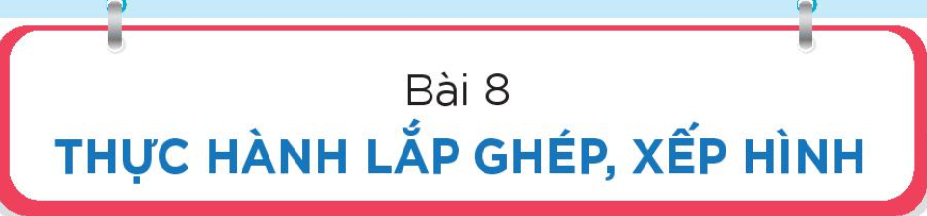 Bài 8
THỰC HÀNH LẮP GHÉP, XẾP HÌNH